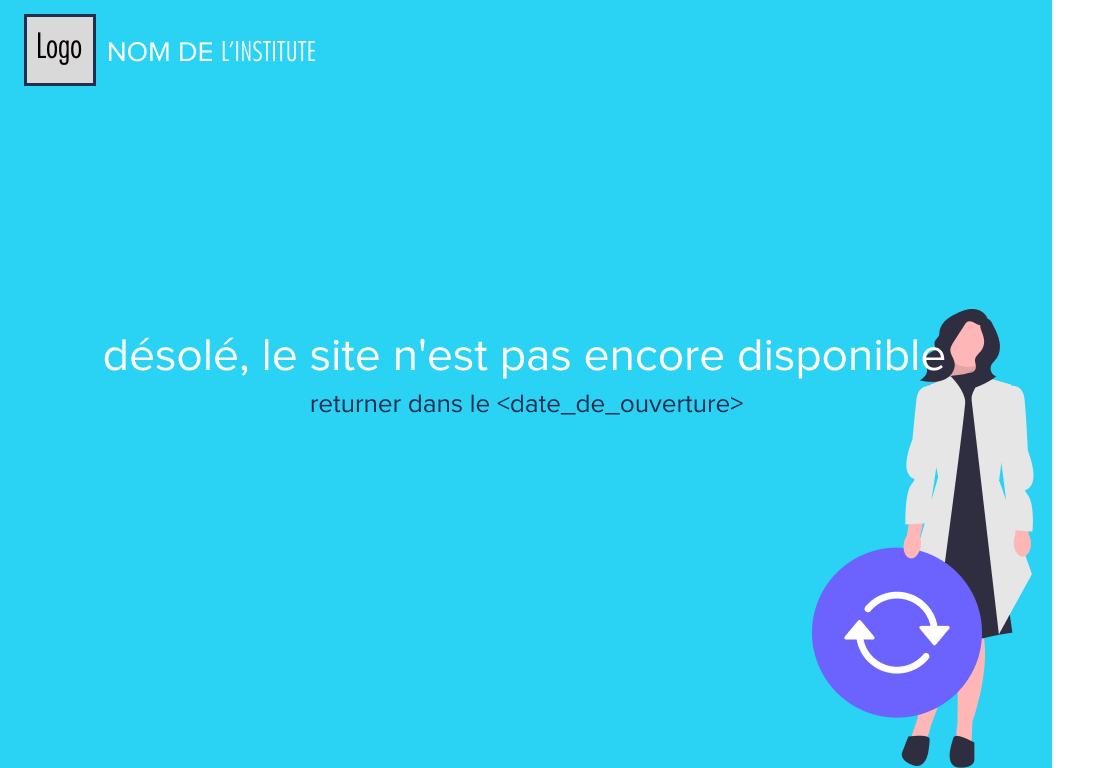 Logo
NOM DE L'INSTITUTE
désolé, le site n'est pas encore disponible
returner dans le <date_de_ouverture>